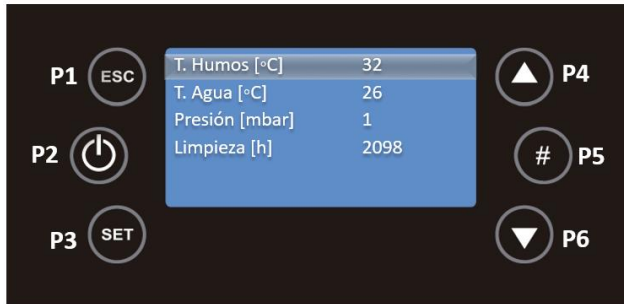 P1 ESC
T. Humos [°C] 32
P4
T. Agua [°C] 26
Presión [mbar] 1
P2
Limpieza [h] 2098
# P5
P3 SET
P6